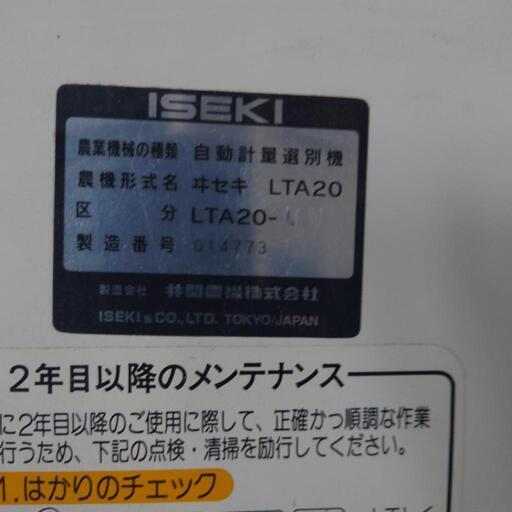 ISEKI
農業機械の種類 自動計量選別機
農機形式名 ヰセキ LTA20
区 分 LTA20-
製造番号 014773
製造会社 井関農機株式会社
ISEKI & CO., LTD. TOKYO/JAPAN
2年目以降のメンテナンス
に2年目以降のご使用に際して、正確かつ順調な作業
行うため、下記の点検・清掃を励行してください。
1.はかりのチェック